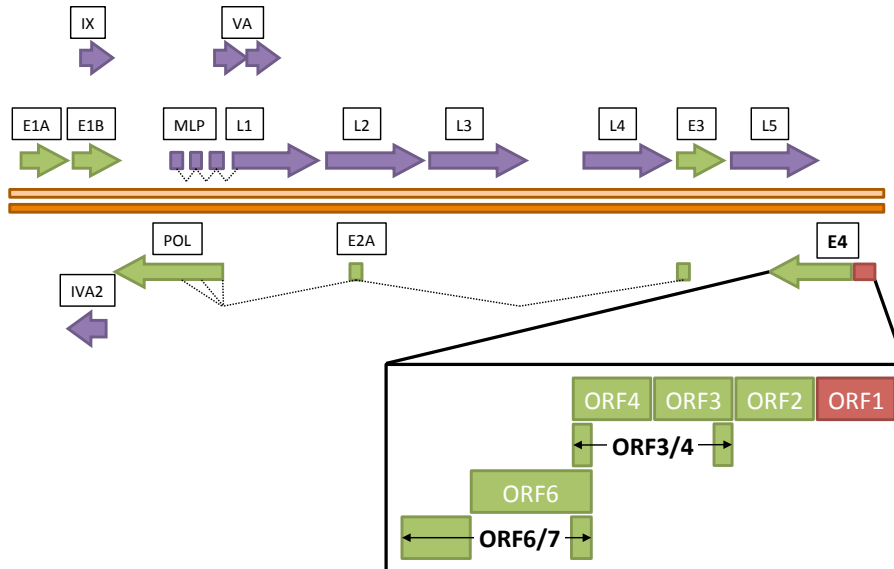 IX
VA
E1A
E1B
MLP
L1
L2
L3
L4
E3
L5
POL
E2A
E4
IVA2
ORF4
ORF3
ORF2
ORF1
ORF3/4
ORF6
ORF6/7